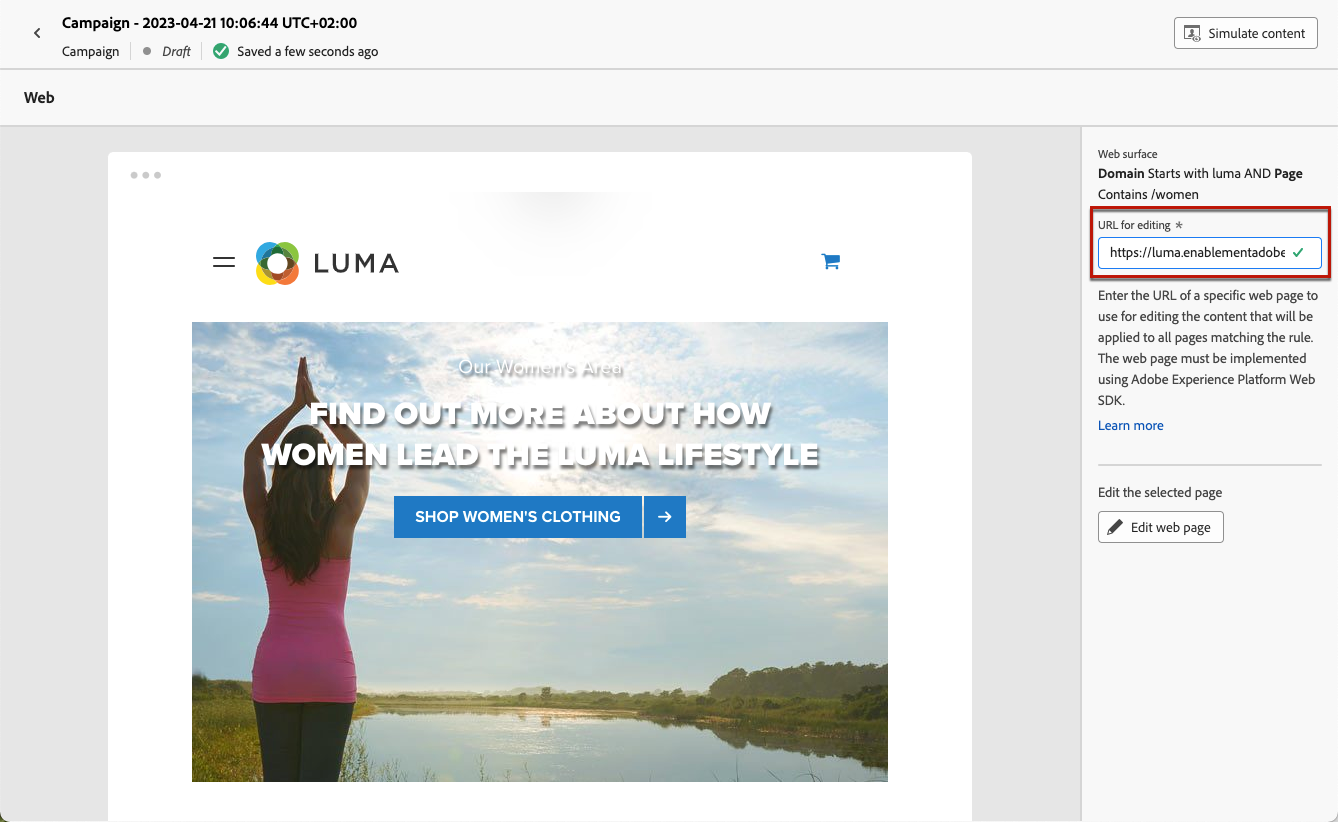 Campaign - 2023-04-21 10:06:44 UTC+02:00
Campaign
Draft
Saved a few seconds ago
Simulate content
Web
LUMA
Our Women's Area
FIND OUT MORE ABOUT HOW
WOMEN LEAD THE LUMA LIFESTYLE
SHOP WOMEN'S CLOTHING
Web surface
Domain Starts with luma AND Page
Contains /women
URL for editing *
https://luma.enablementadobe
Enter the URL of a specific web page to
use for editing the content that will be
applied to all pages matching the rule.
The web page must be implemented
using Adobe Experience Platform Web
SDK.
Learn more
Edit the selected page
Edit web page